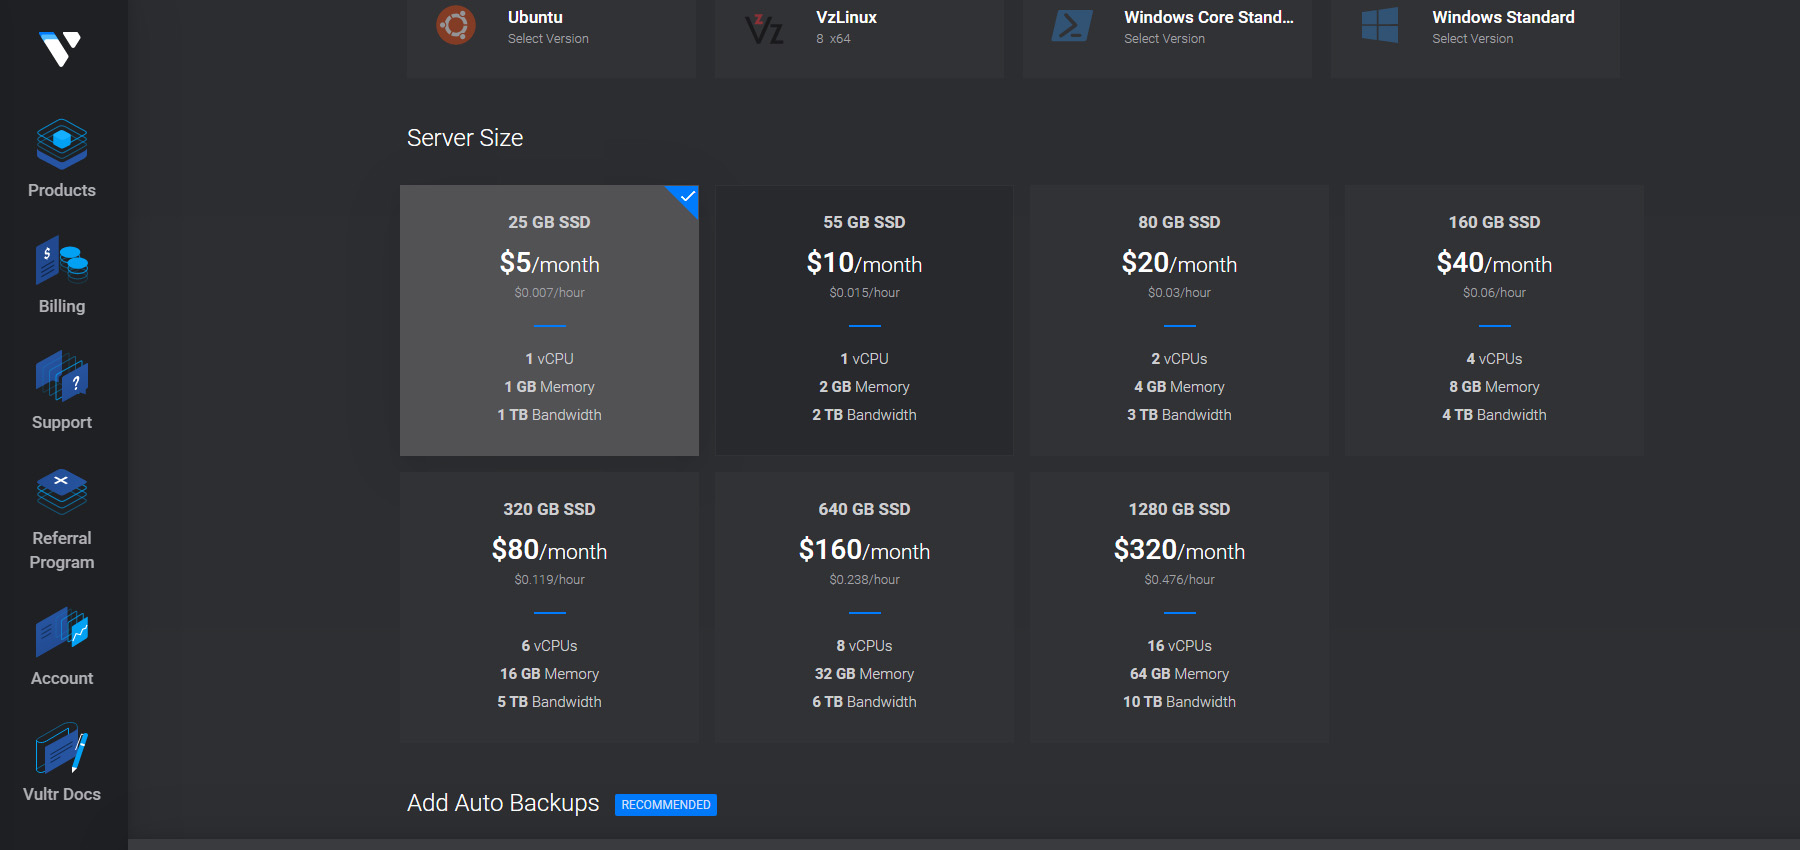 Products
Billing
Support
Referral
Program
Account
Vultr Docs
Ubuntu
Select Version
VzLinux
8 x64
Windows Core Stand...
Select Version
Windows Standard
Select Version
Server Size
25 GB SSD
$5/month
$0.007/hour
1 vCPU
1 GB Memory
1 TB Bandwidth
55 GB SSD
$10/month
$0.015/hour
1 vCPU
2 GB Memory
2 TB Bandwidth
80 GB SSD
$20/month
$0.03/hour
2 vCPUs
4 GB Memory
3 TB Bandwidth
160 GB SSD
$40/month
$0.06/hour
4 vCPUs
8 GB Memory
4 TB Bandwidth
320 GB SSD
$80/month
$0.119/hour
6 vCPUs
16 GB Memory
5 TB Bandwidth
640 GB SSD
$160/month
$0.238/hour
8 vCPUs
32 GB Memory
6 TB Bandwidth
1280 GB SSD
$320/month
$0.476/hour
16 vCPUs
64 GB Memory
10 TB Bandwidth
Add Auto Backups RECOMMENDED